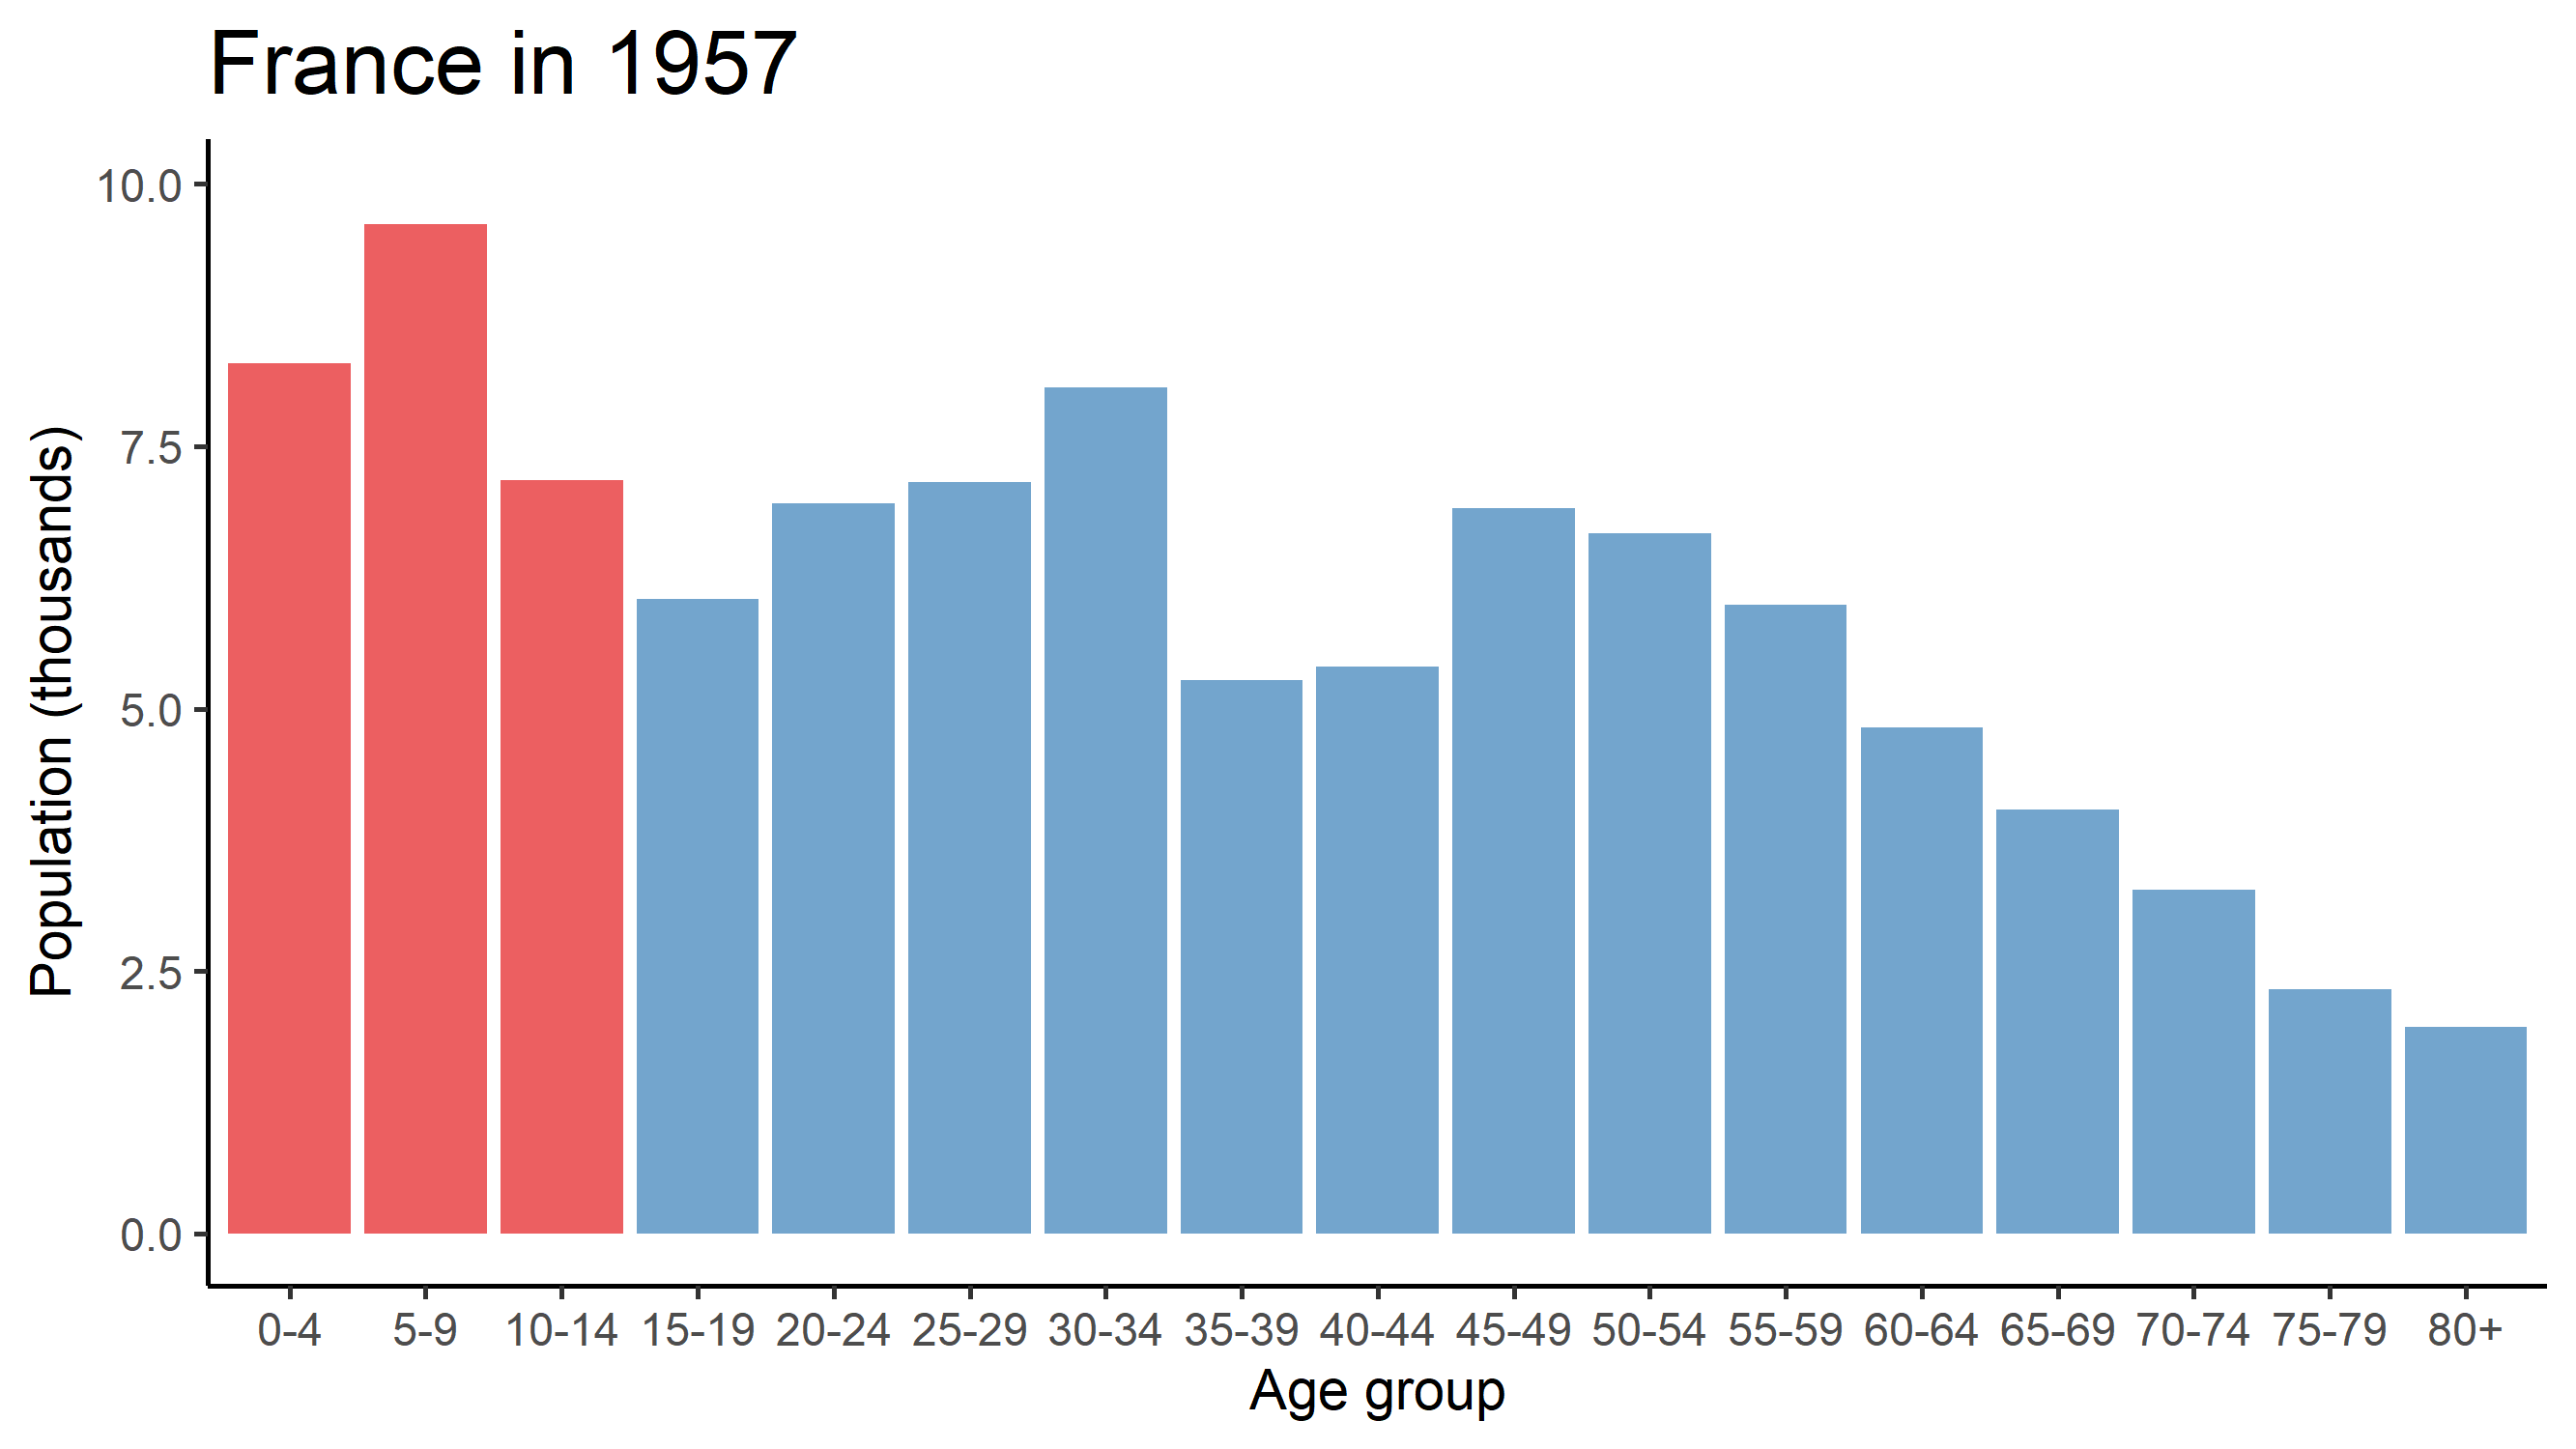 France in 1957
Population (thousands)
10.0
7.5
5.0
2.5
0.0
0-4 5-9 10-14 15-19 20-24 25-29 30-34 35-39 40-44 45-49 50-54 55-59 60-64 65-69 70-74 75-79 80+
Age group